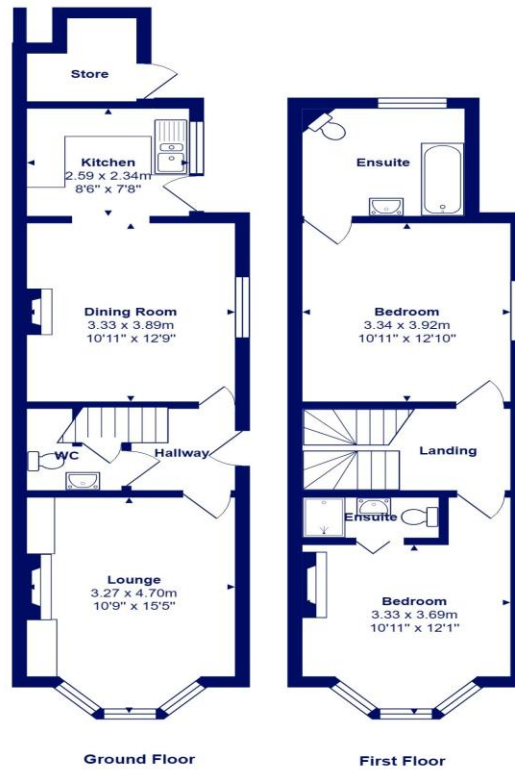 Store
Kitchen
2.59 x 2.34m
8'6" x 7'8"
Dining Room
3.33 x 3.89m
10'11" x 12'9"
WC
Hallway
Lounge
3.27 x 4.70m
10'9" x 15'5"
Ground Floor
Ensuite
Bedroom
3.34 x 3.92m
10'11" x 12'10"
Landing
Ensuite
Bedroom
3.33 x 3.69m
10'11" x 12'1"
First Floor